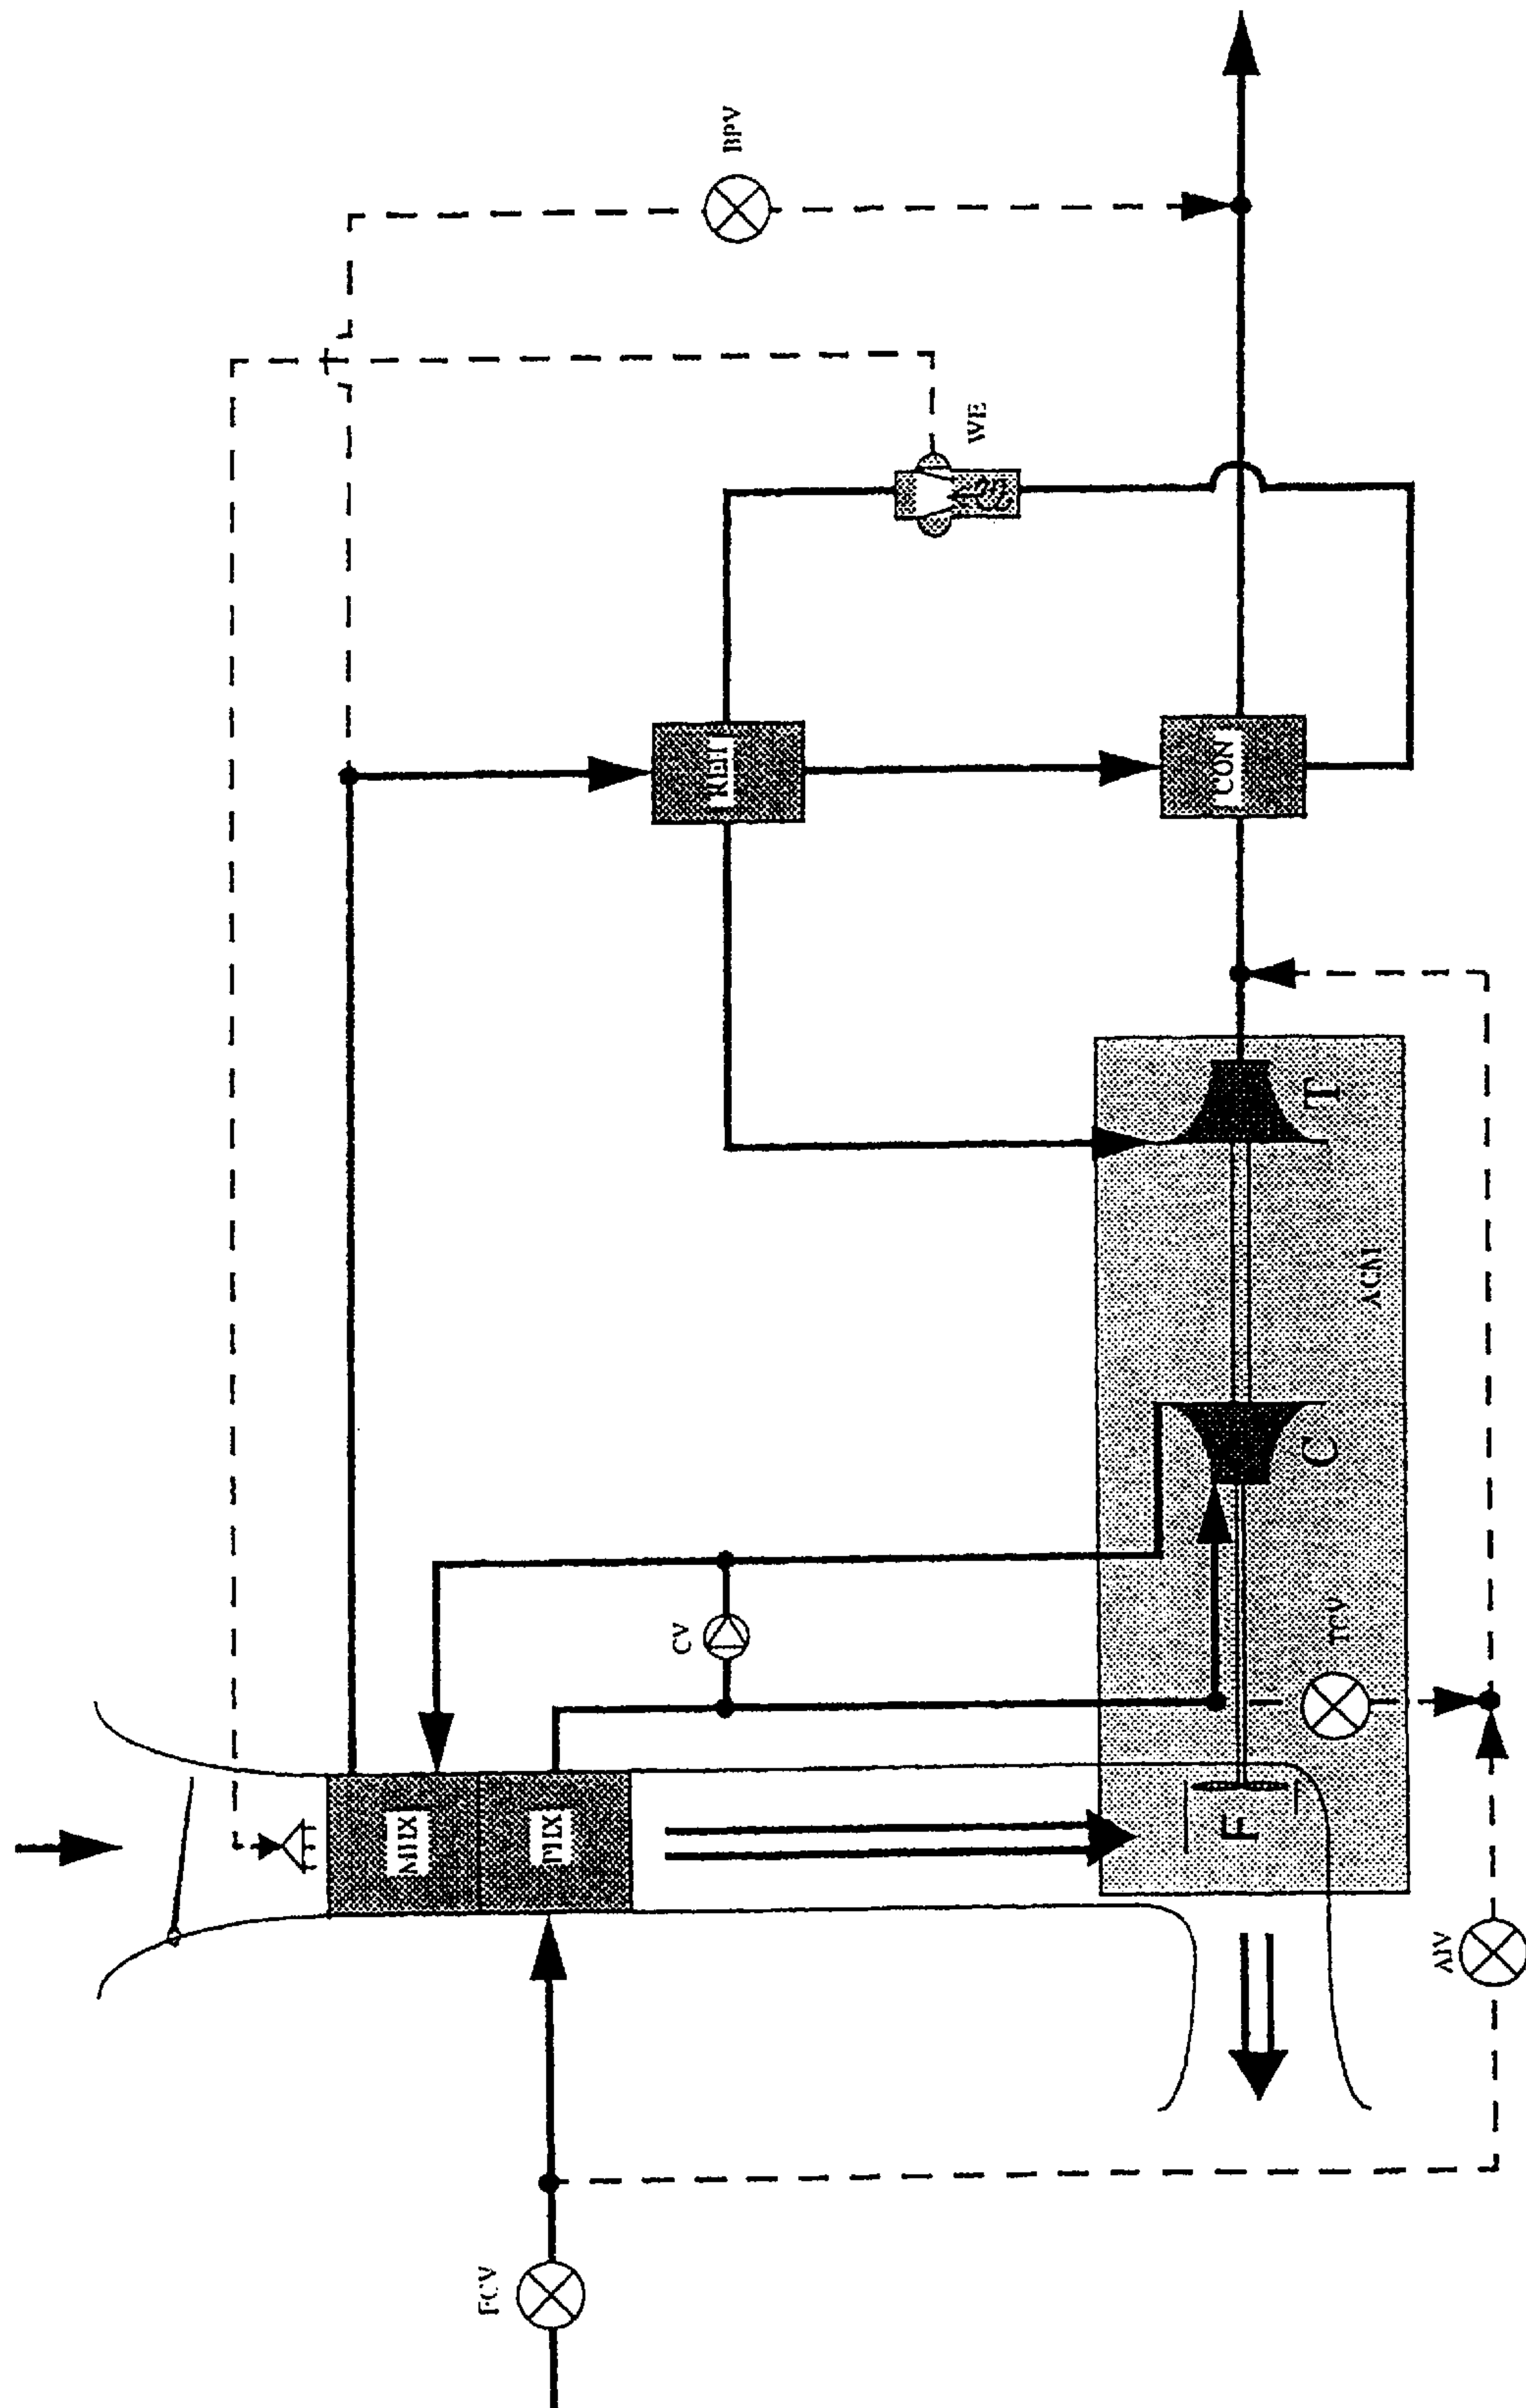 MHX
FCV
PHX
CV
REH
BPV
WE
CON
F
C
T
TCV
ACM
AIV